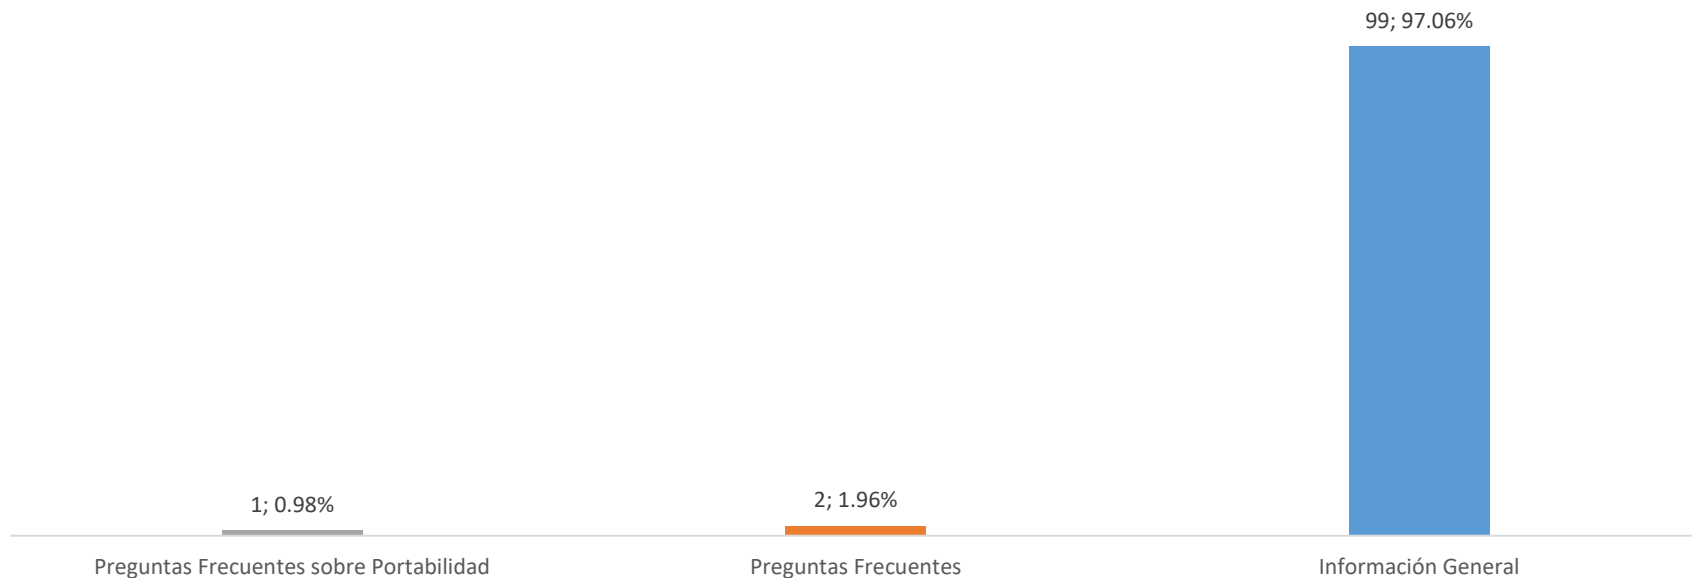 99; 97.06%
1; 0.98%
2; 1.96%
Preguntas Frecuentes sobre Portabilidad
Preguntas Frecuentes
Información General